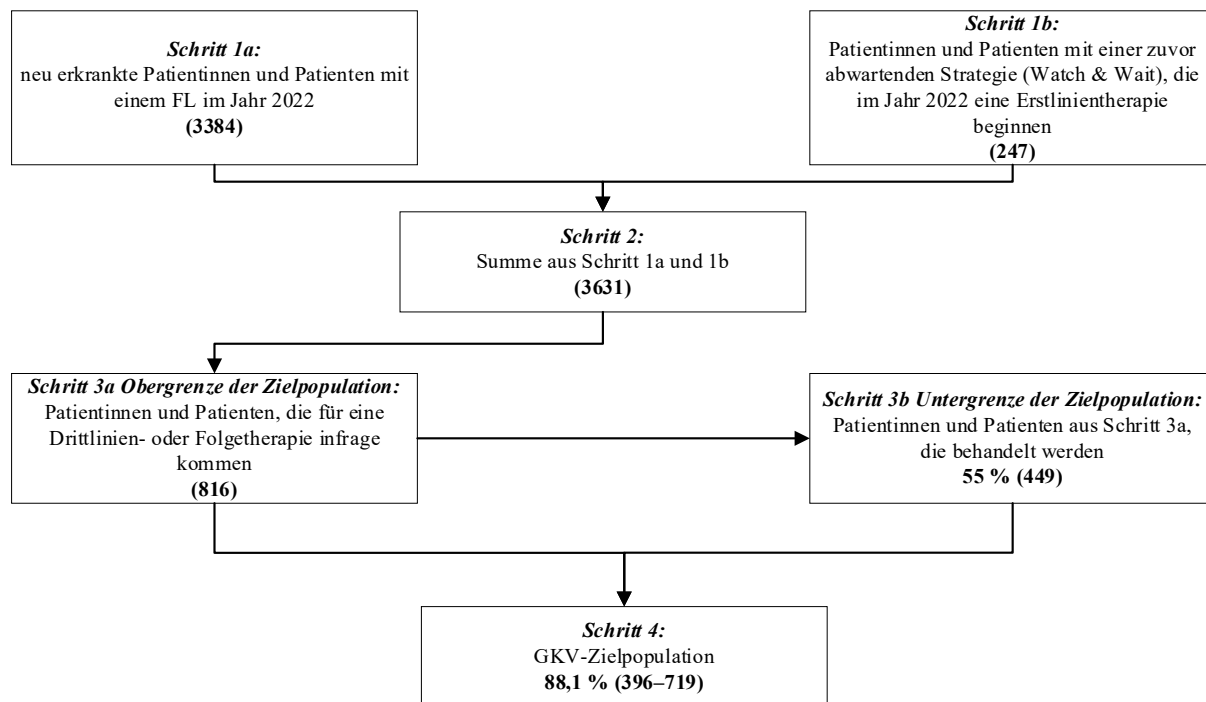 Schritt 1a:
neu erkrankte Patientinnen und Patienten mit
einem FL im Jahr 2022
(3384)
Schritt 1b:
Patientinnen und Patienten mit einer zuvor
abwartenden Strategie (Watch & Wait), die
im Jahr 2022 eine Erstlinientherapie
beginnen
(247)
Schritt 2:
Summe aus Schritt 1a und 1b
(3631)
Schritt 3a Obergrenze der Zielpopulation:
Patientinnen und Patienten, die für eine
Drittlinien- oder Folgetherapie infrage
kommen
(816)
Schritt 3b Untergrenze der Zielpopulation:
Patientinnen und Patienten aus Schritt 3a,
die behandelt werden
55 % (449)
Schritt 4:
GKV-Zielpopulation
88,1 % (396–719)